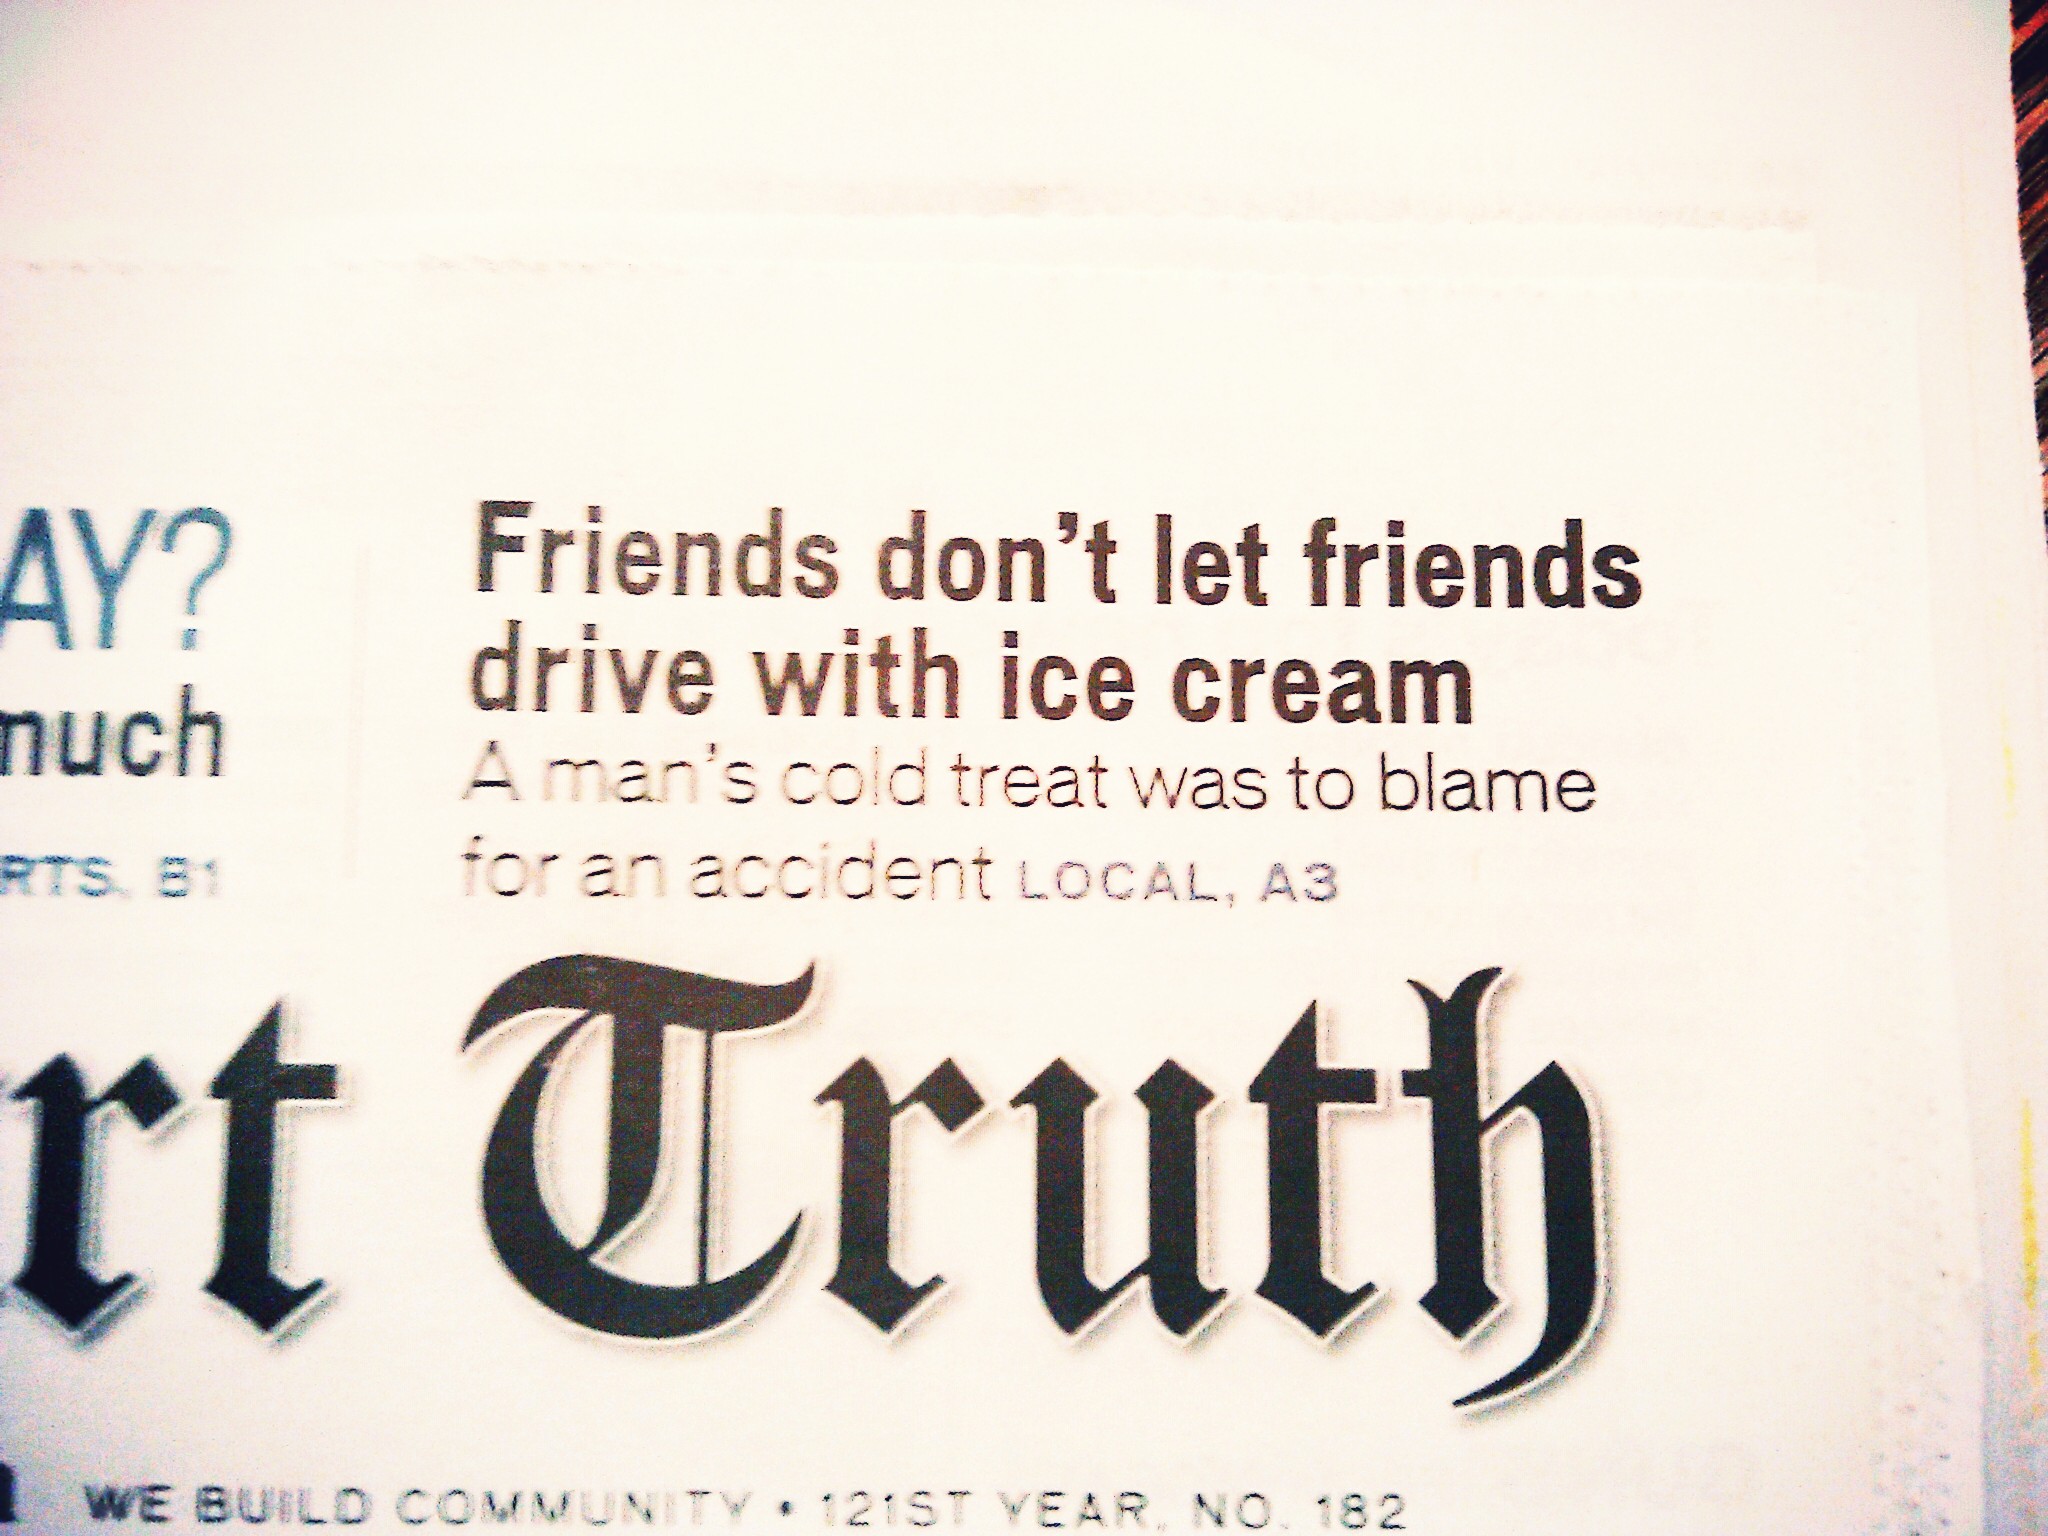 AY?
much
RTS, B1
Friends don't let friends
drive with ice cream
A man's cold treat was to blame
for an accident LOCAL, A3
rt Truth
WE BUILD COMMUNITY • 121ST YEAR, NO. 182